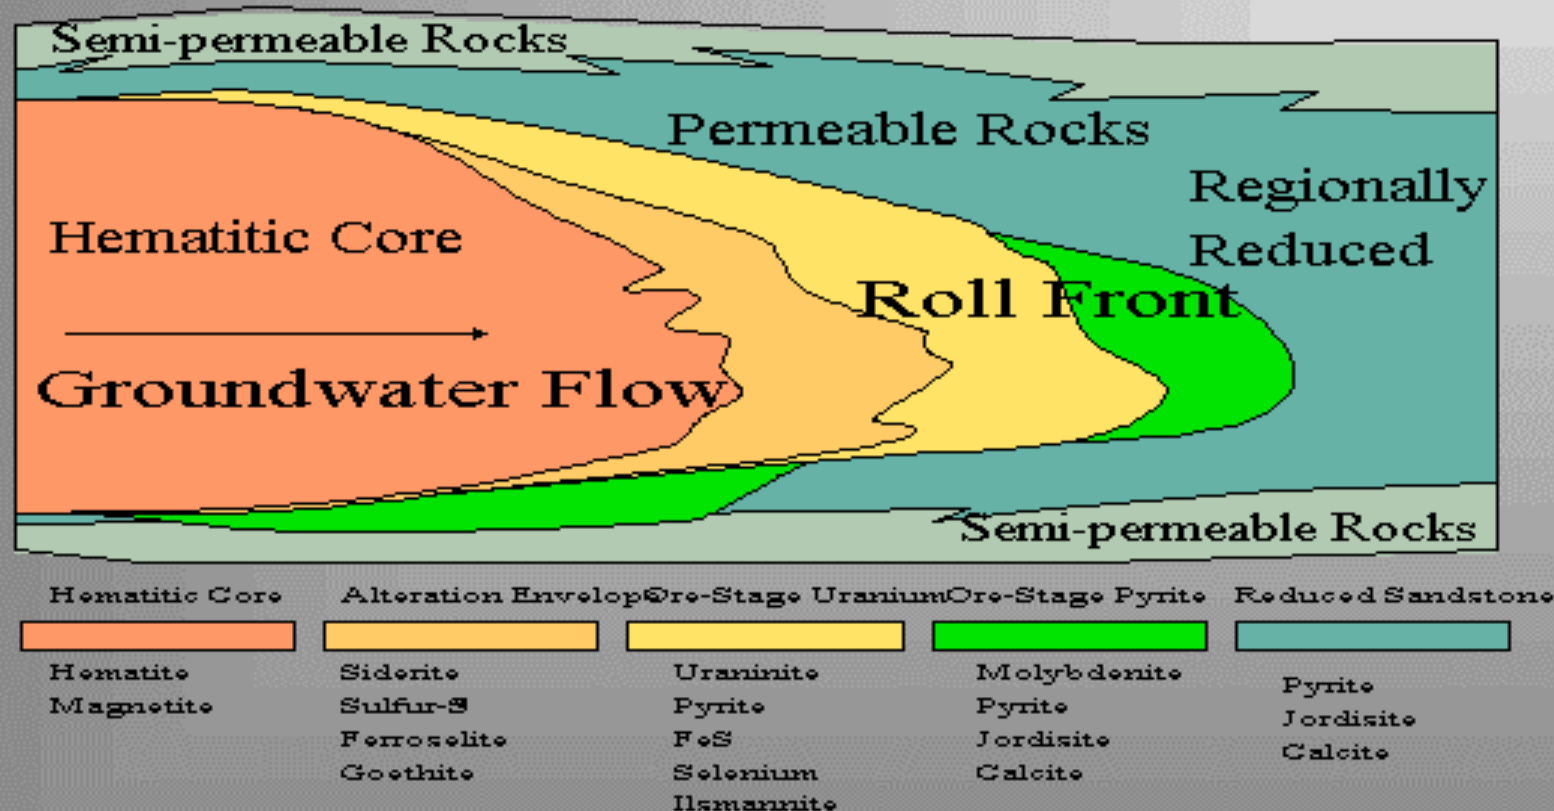 Semi-permeable Rocks
Permeable Rocks
Regionally
Reduced
Hematitic Core
Roll Front
Groundwater Flow
Semi-permeable Rocks
Hematitic Core
Alteration Envelope
Ore-Stage Uranium
Ore-Stage Pyrite
Reduced Sandstone
Hematite
Magnetite
Siderite
Sulfur-S
Ferroselite
Goethite
Uraninite
Pyrite
FeS
Selenium
Ilsmannite
Molybdenite
Pyrite
Jordisite
Calcite
Pyrite
Jordisite
Calcite